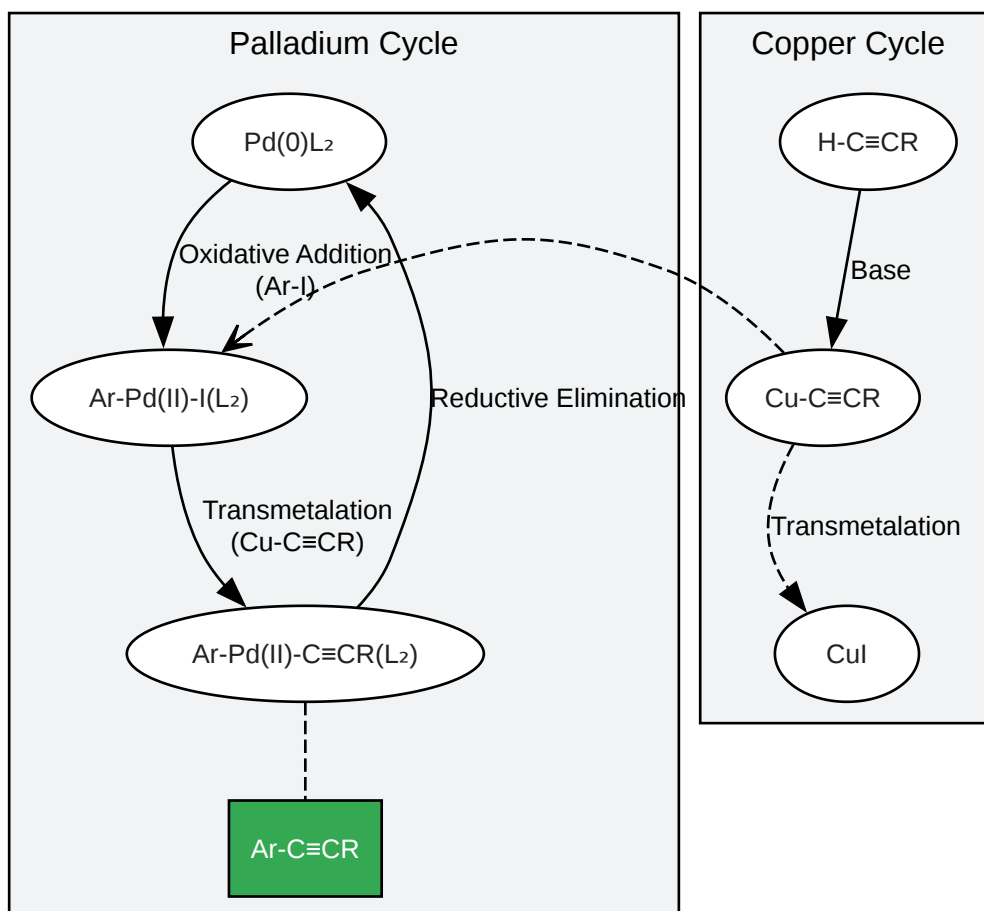 Palladium Cycle
Pd(0)L₂
Oxidative Addition
(Ar-I)
Ar-Pd(II)-I(L₂)
Reductive Elimination
Transmetalation
(Cu-C≡CR)
Ar-Pd(II)-C≡CR(L₂)
Ar-C≡CR
Copper Cycle
H-C≡CR
Base
Cu-C≡CR
Transmetalation
CuI